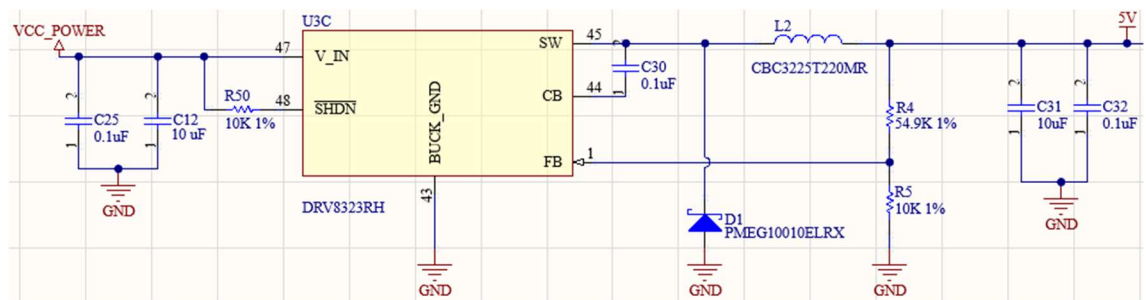 U3C
VCC_POWER
47
V_IN
45
SW
L2
5V
CBC3225T220MR
2
C30
0.1uF
1
44
CB
R50
10K 1%
48
SHDN
2
C25
0.1uF
1
2
C12
10 uF
1
GND
BUCK_GND
43
FB
1
R4
54.9K 1%
2
C31
10uF
1
2
C32
0.1uF
1
GND
DRV8323RH
R5
10K 1%
D1
PMEG10010ELRX
GND
GND
GND